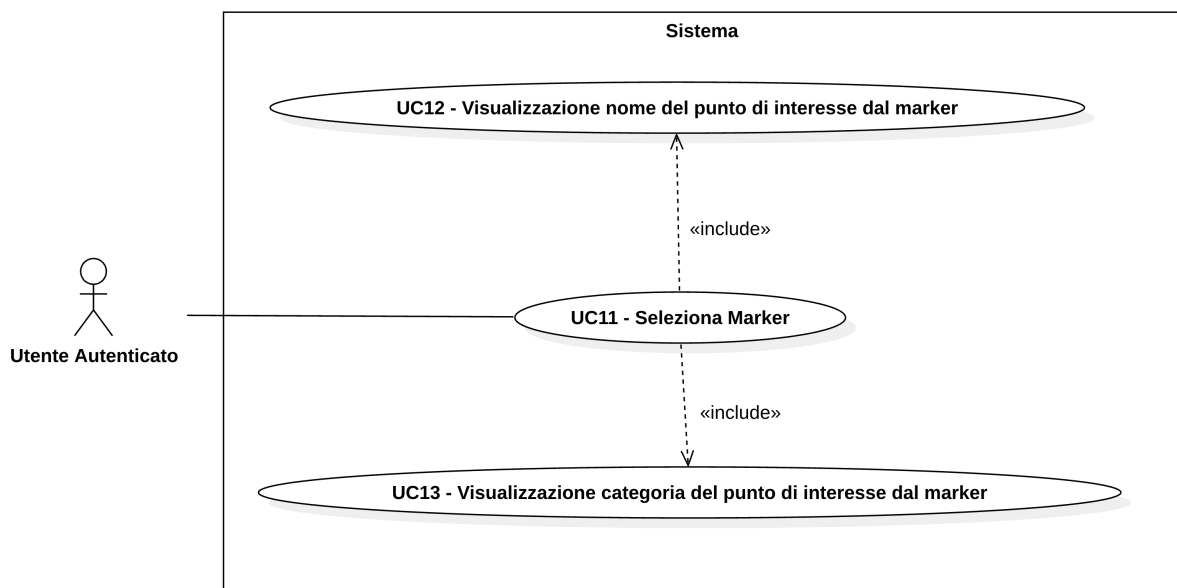 Sistema
UC12 - Visualizzazione nome del punto di interesse dal marker
«include»
UC11 - Seleziona Marker
Utente Autenticato
«include»
UC13 - Visualizzazione categoria del punto di interesse dal marker